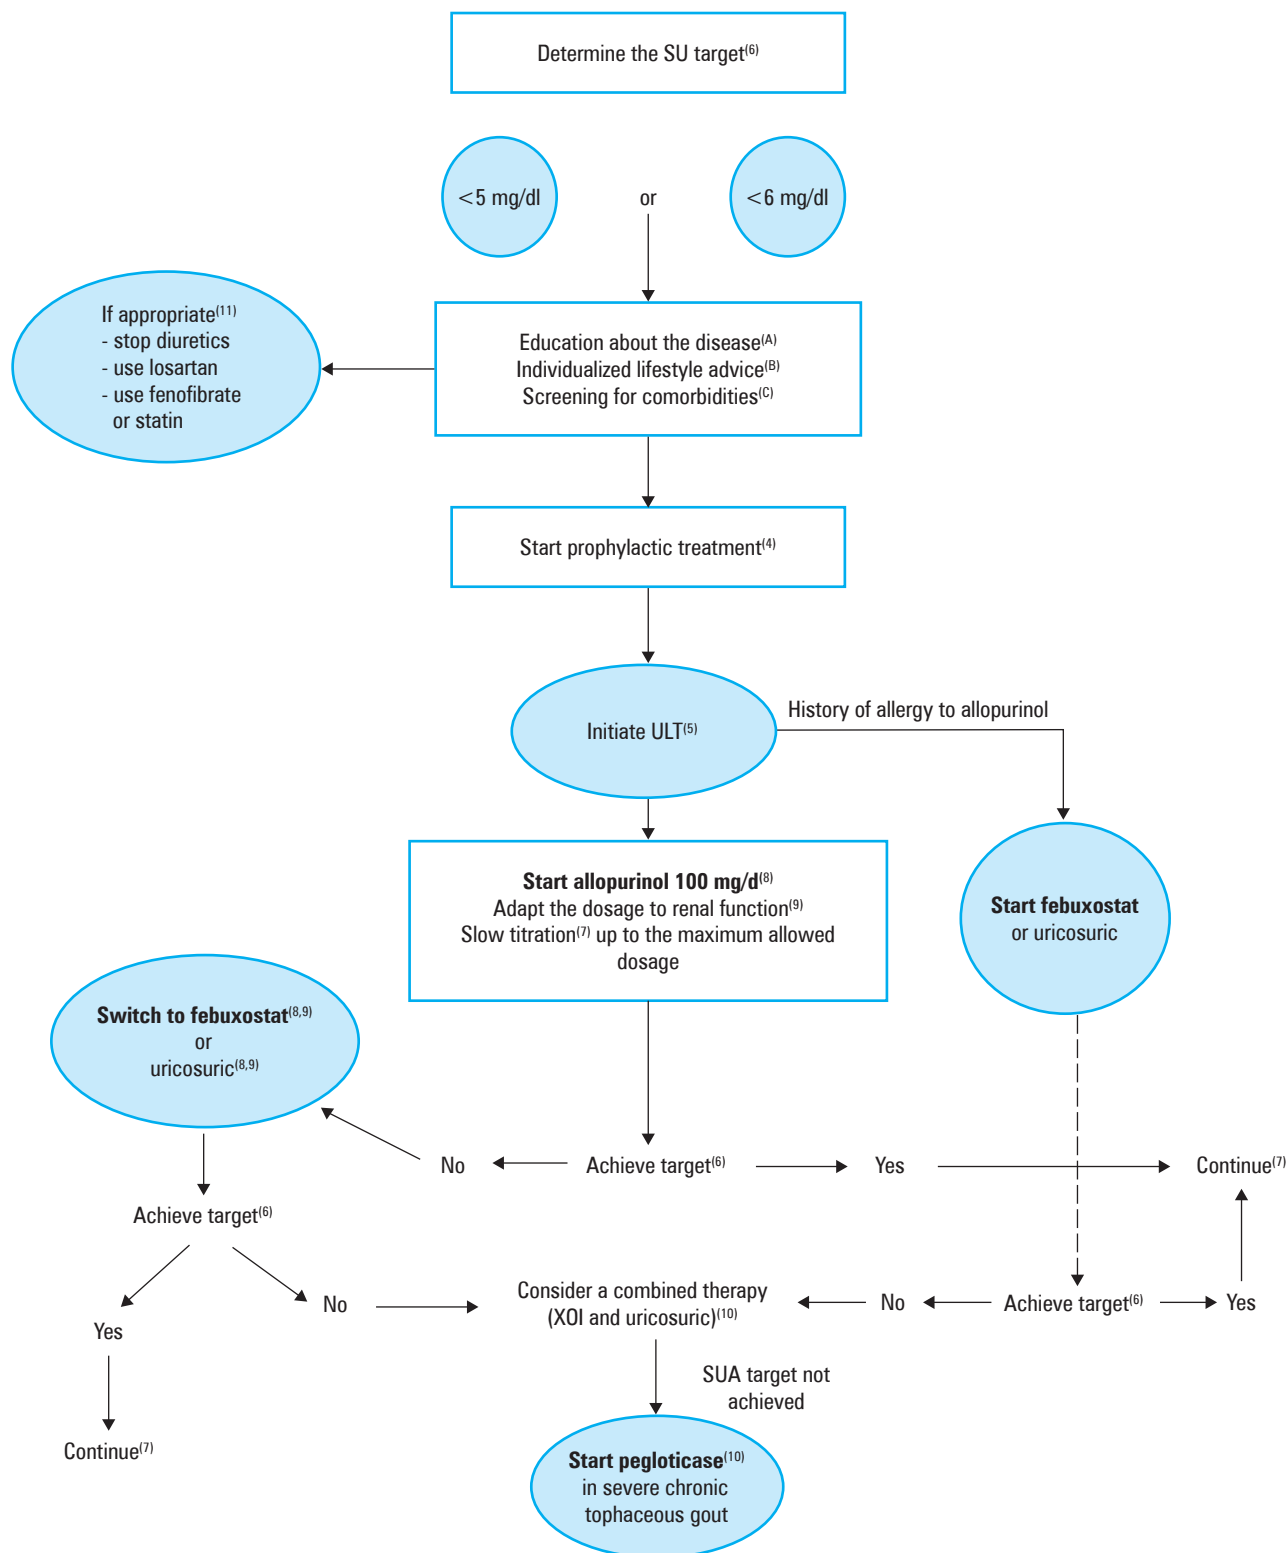 Determine the SU target(6)
<5 mg/dl
or
<6 mg/dl
If appropriate(11)
- stop diuretics
- use losartan
- use fenofibrate
or statin
Education about the disease(A)
Individualized lifestyle advice(B)
Screening for comorbidities(C)
Start prophylactic treatment(4)
Initiate ULT(5)
History of allergy to allopurinol
Start allopurinol 100 mg/d(8)
Adapt the dosage to renal function(9)
Slow titration(7) up to the maximum allowed
dosage
Start febuxostat
or uricosuric
Switch to febuxostat(8,9)
or
uricosuric(8,9)
No
Achieve target(6)
Yes
Continue(7)
Achieve target(6)
Yes
No
Continue(7)
Consider a combined therapy
(XOI and uricosuric)(10)
No
Achieve target(6)
Yes
SUA target not
achieved
Start pegloticase(10)
in severe chronic
tophaceous gout